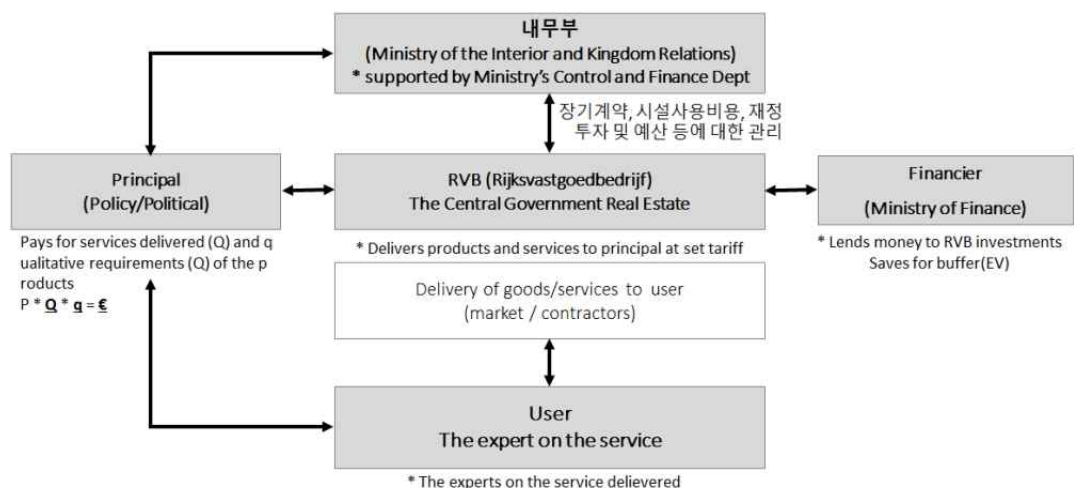 내무부
(Ministry of the Interior and Kingdom Relations)
* supported by Ministry's Control and Finance Dept
장기계약, 시설사용비용, 재정
투자 및 예산 등에 대한 관리
Principal
(Policy/Political)
RVB (Rijksvastgoedbedrijf)
The Central Government Real Estate
Financier
(Ministry of Finance)
Pays for services delivered (Q) and q
ualitative requirements (Q) of the p
roducts
P * Q * q = €
* Delivers products and services to principal at set tariff
* Lends money to RVB investments
Saves for buffer(EV)
Delivery of goods/services to user
(market / contractors)
User
The expert on the service
* The experts on the service delievered